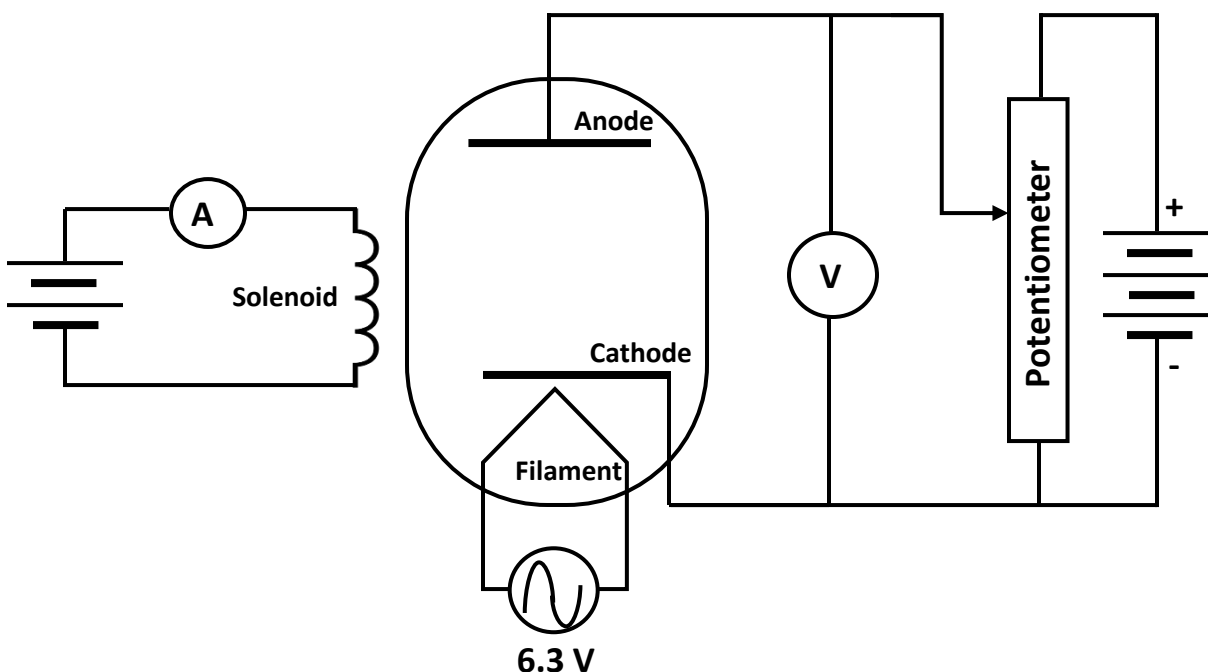 Anode
A
Solenoid
V
Potentiometer
+
-
Cathode
Filament
6.3 V